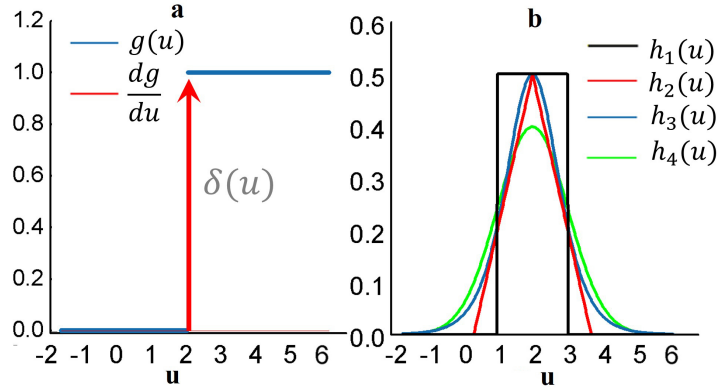 a
1.2
1.0
0.8
0.6
0.4
0.2
0.0
-2 -1 0 1 2 3 4 5 6
u
g(u)
dg
du
δ(u)
b
0.6
0.5
0.4
0.3
0.2
0.1
0.0
-2 -1 0 1 2 3 4 5 6
u
h₁(u)
h₂(u)
h₃(u)
h₄(u)